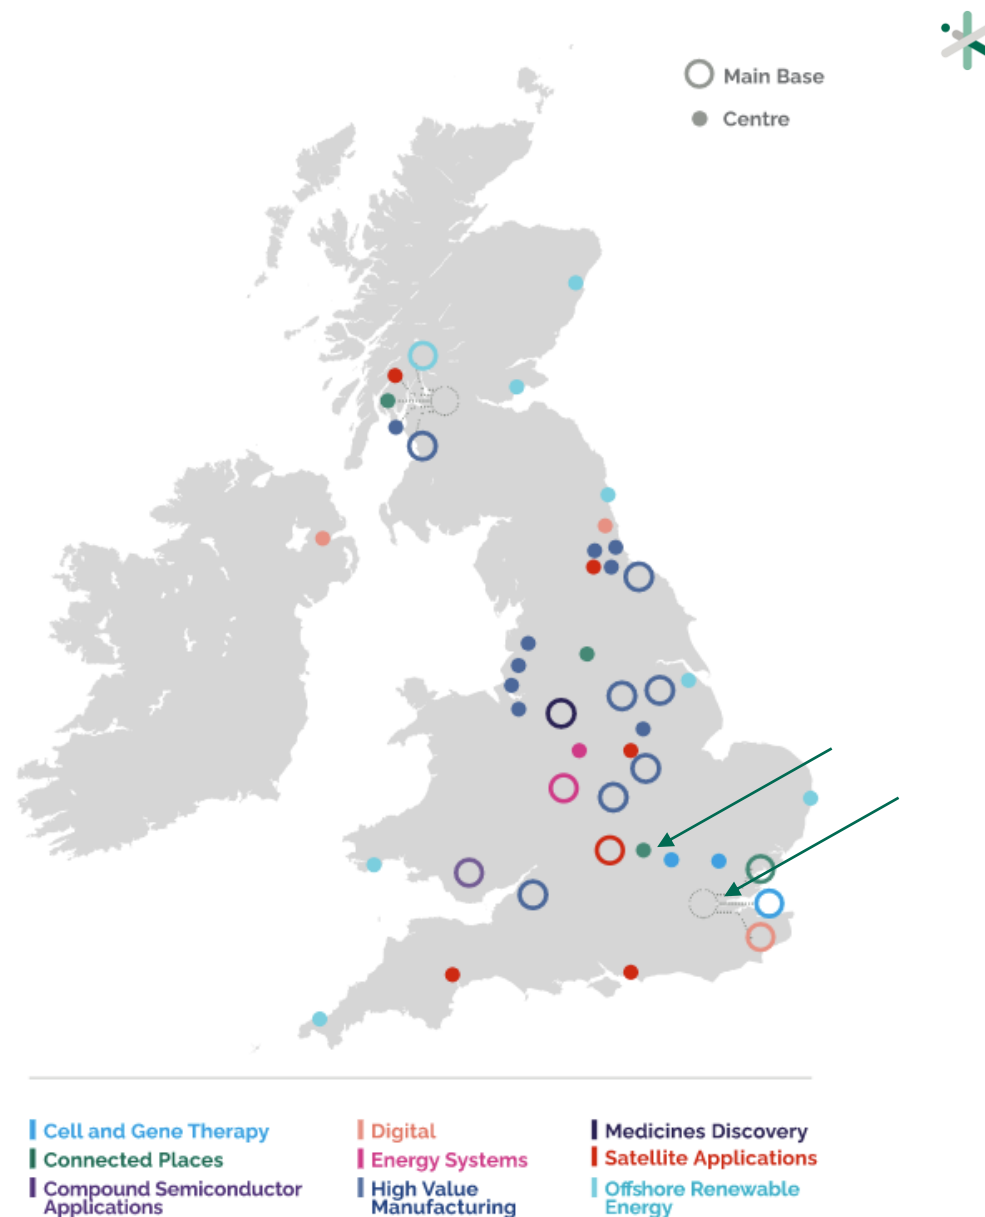 Main Base
Centre
Cell and Gene Therapy
Connected Places
Compound Semiconductor
Applications
Digital
Energy Systems
High Value
Manufacturing
Medicines Discovery
Satellite Applications
Offshore Renewable
Energy